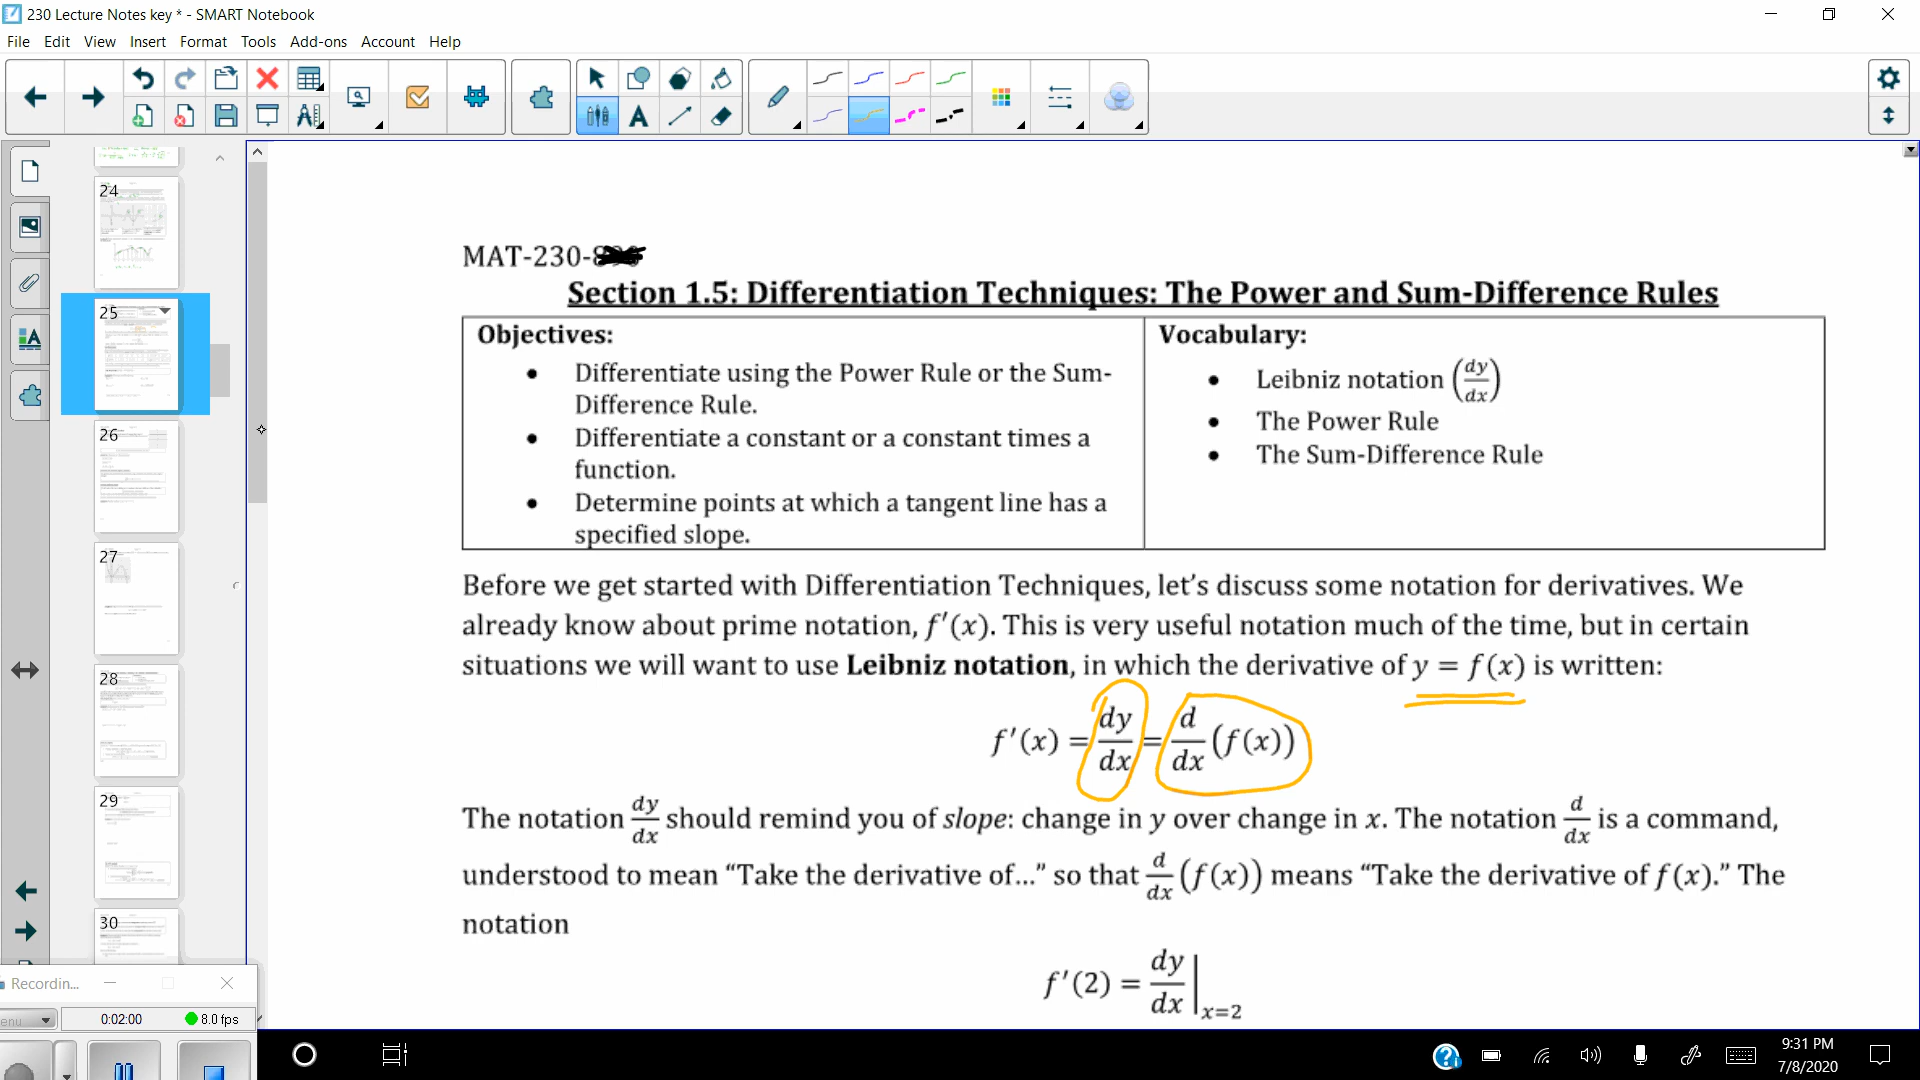 230 Lecture Notes key * - SMART Notebook
File Edit View Insert Format Tools Add-ons Account Help
24
25
26
27
28
29
30
MAT-230-
Section 1.5: Differentiation Techniques: The Power and Sum-Difference Rules
Objectives:
• Differentiate using the Power Rule or the Sum-
Difference Rule.
• Differentiate a constant or a constant times a
function.
• Determine points at which a tangent line has a
specified slope.
Vocabulary:
• Leibniz notation (dy/dx)
• The Power Rule
• The Sum-Difference Rule
Before we get started with Differentiation Techniques, let's discuss some notation for derivatives. We
already know about prime notation, f′(x). This is very useful notation much of the time, but in certain
situations we will want to use Leibniz notation, in which the derivative of y = f(x) is written:
f′(x) = dy/dx = d/dx (f(x))
The notation dy/dx should remind you of slope: change in y over change in x. The notation d/dx is a command,
understood to mean “Take the derivative of…” so that d/dx (f(x)) means “Take the derivative of f(x).” The
notation
f′(2) = dy/dx |x=2
Recordin...
enu
0:02:00 8.0 fps
9:31 PM
7/8/2020